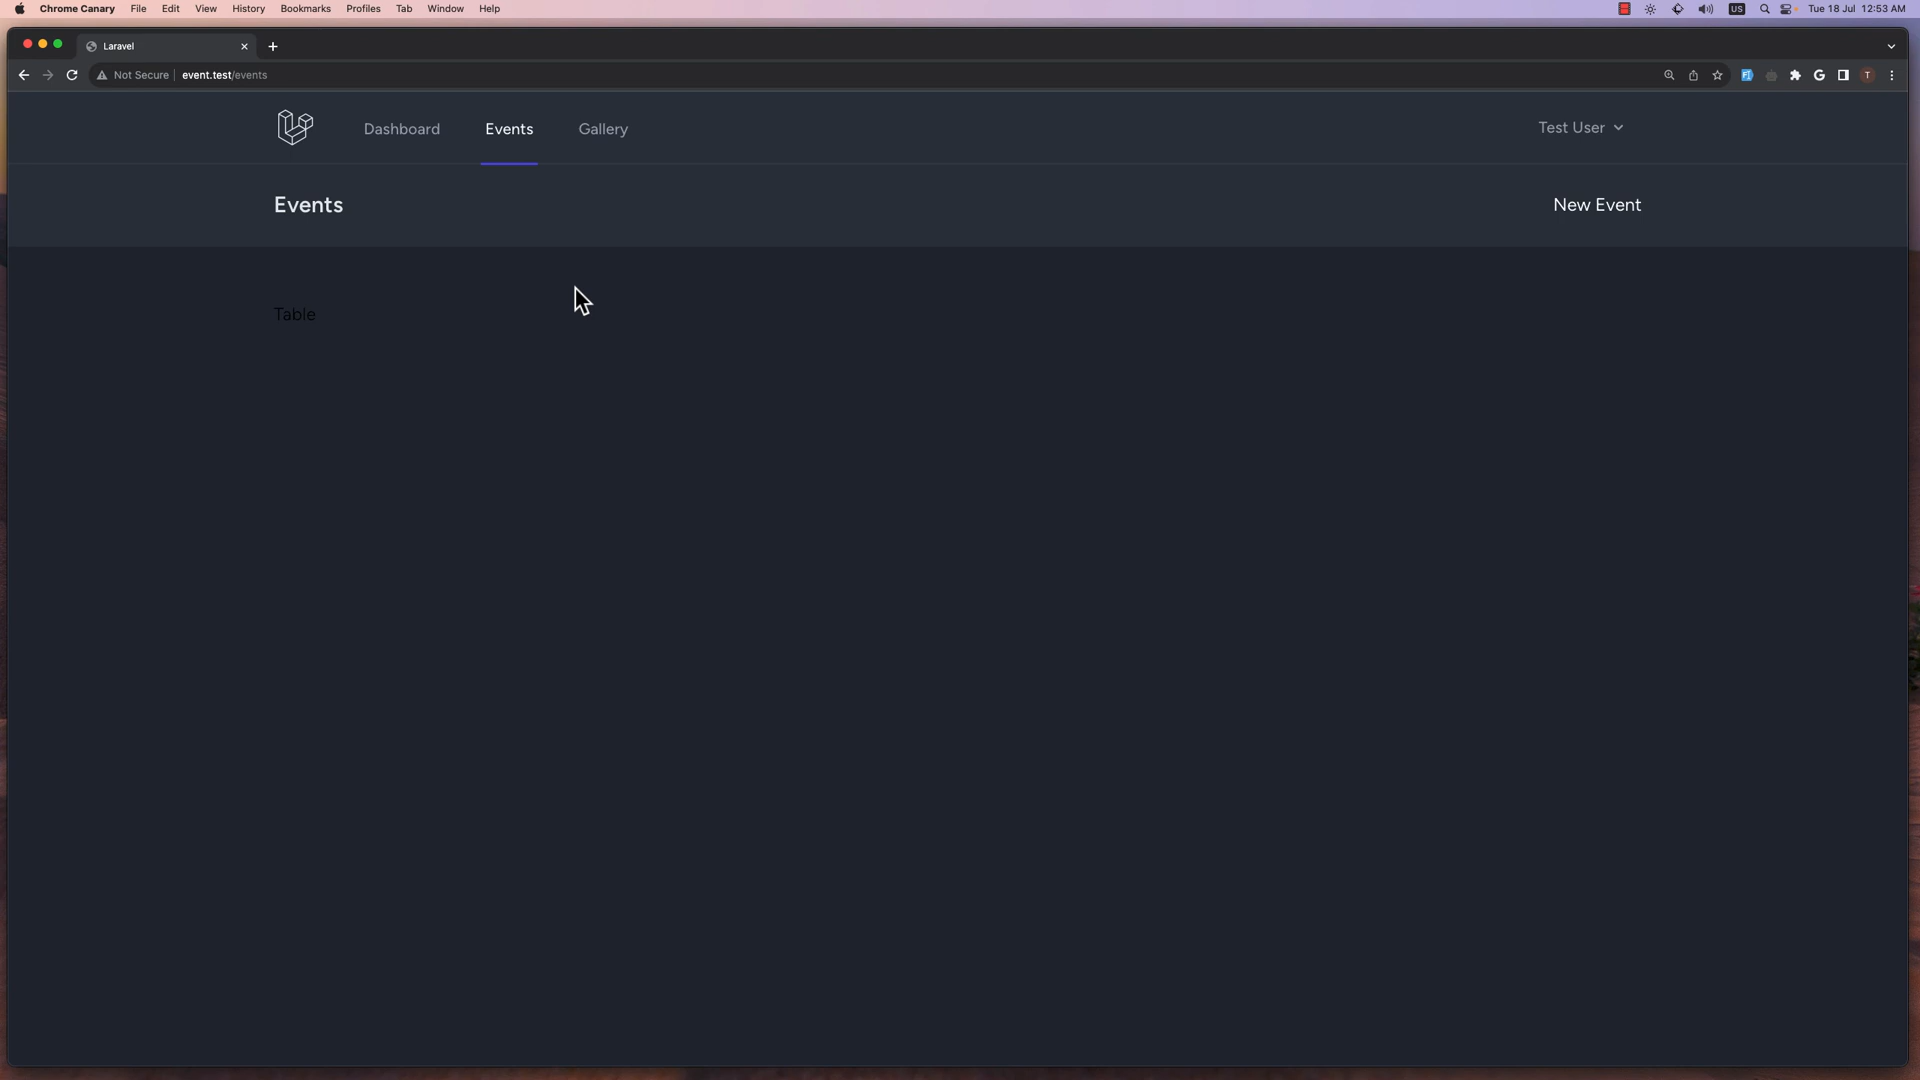 Chrome Canary File Edit View History Bookmarks Profiles Tab Window Help US Tue 18 Jul 12:53 AM
Laravel
Not Secure event.test/events T
Dashboard Events Gallery Test User
Events New Event
Table